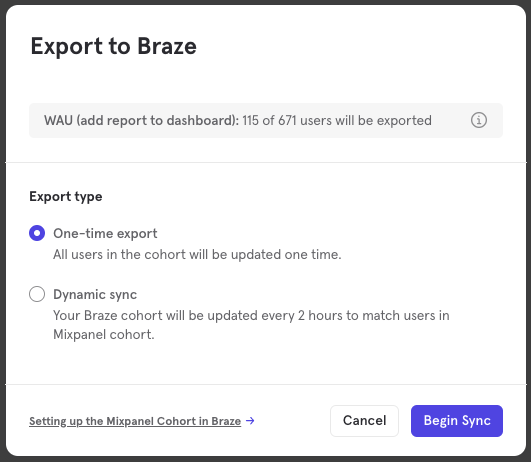 Export to Braze
WAU (add report to dashboard): 115 of 671 users will be exported
Export type
One-time export
All users in the cohort will be updated one time.
Dynamic sync
Your Braze cohort will be updated every 2 hours to match users in
Mixpanel cohort.
Setting up the Mixpanel Cohort in Braze →
Cancel
Begin Sync